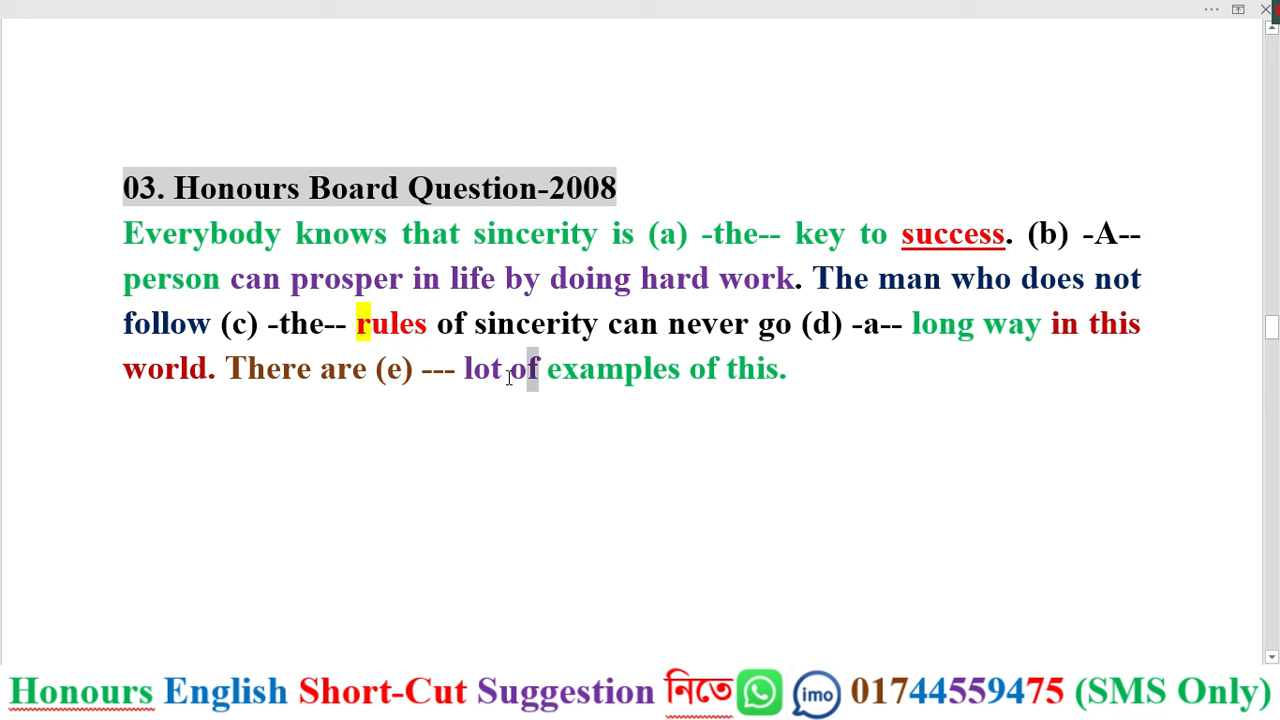 03. Honours Board Question-2008
Everybody knows that sincerity is (a) -the-- key to success. (b) -A--
person can prosper in life by doing hard work. The man who does not
follow (c) -the-- rules of sincerity can never go (d) -a-- long way in this
world. There are (e) --- lot of examples of this.
Honours English Short-Cut Suggestion নিতে imo 01744559475 (SMS Only)